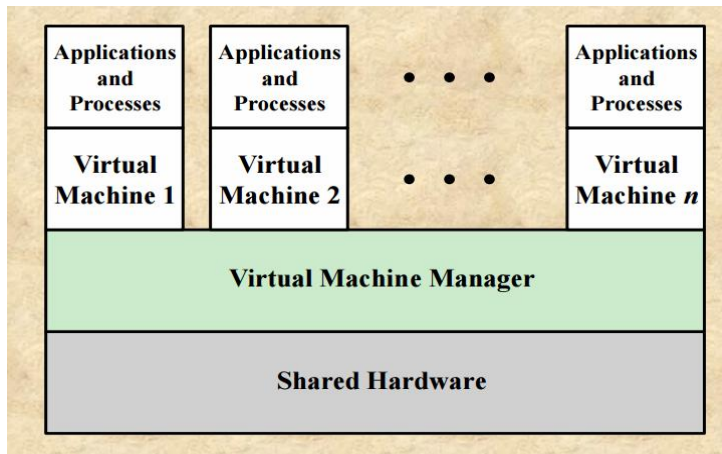 Applications
and
Processes
Applications
and
Processes
Applications
and
Processes
Virtual
Machine 1
Virtual
Machine 2
Virtual
Machine n
Virtual Machine Manager
Shared Hardware